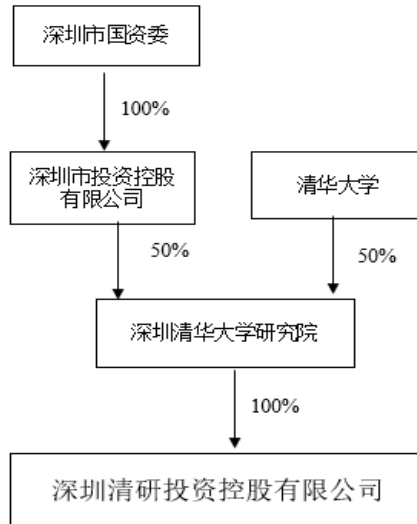 深圳市国资委
100%
深圳市投资控股
有限公司
清华大学
50%
50%
深圳清华大学研究院
100%
深圳清研投资控股有限公司